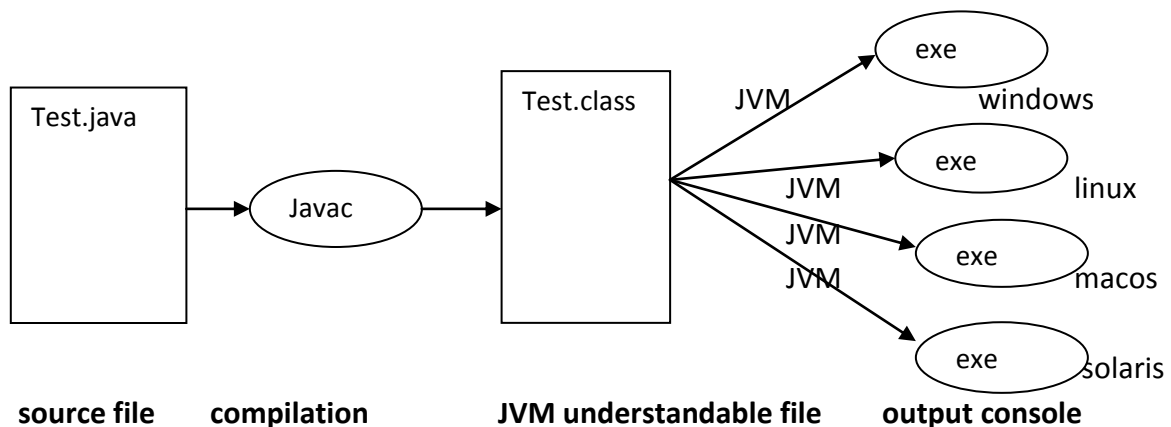 exe
windows
JVM
Test.class
Test.java
exe
linux
JVM
Javac
JVM
exe
macos
JVM
exe
solaris
source file
compilation
JVM understandable file
output console